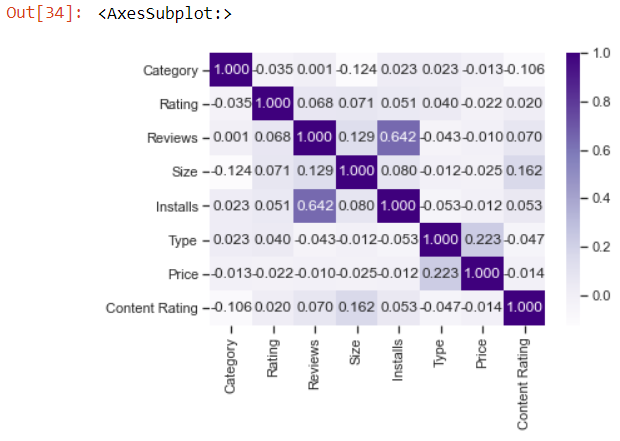 Out[34]: <AxesSubplot:>
Category 1.000 -0.035 0.001 -0.124 0.023 0.023 -0.013 -0.106
Rating -0.035 1.000 0.068 0.071 0.051 0.040 -0.022 0.020
Reviews 0.001 0.068 1.000 0.129 0.642 -0.043 -0.010 0.070
Size -0.124 0.071 0.129 1.000 0.080 -0.012 -0.025 0.162
Installs 0.023 0.051 0.642 0.080 1.000 -0.053 -0.012 0.053
Type 0.023 0.040 -0.043 -0.012 -0.053 1.000 0.223 -0.047
Price -0.013 -0.022 -0.010 -0.025 -0.012 0.223 1.000 -0.014
Content Rating -0.106 0.020 0.070 0.162 0.053 -0.047 -0.014 1.000
Category Rating Reviews Size Installs Type Price Content Rating
1.0
0.8
0.6
0.4
0.2
0.0